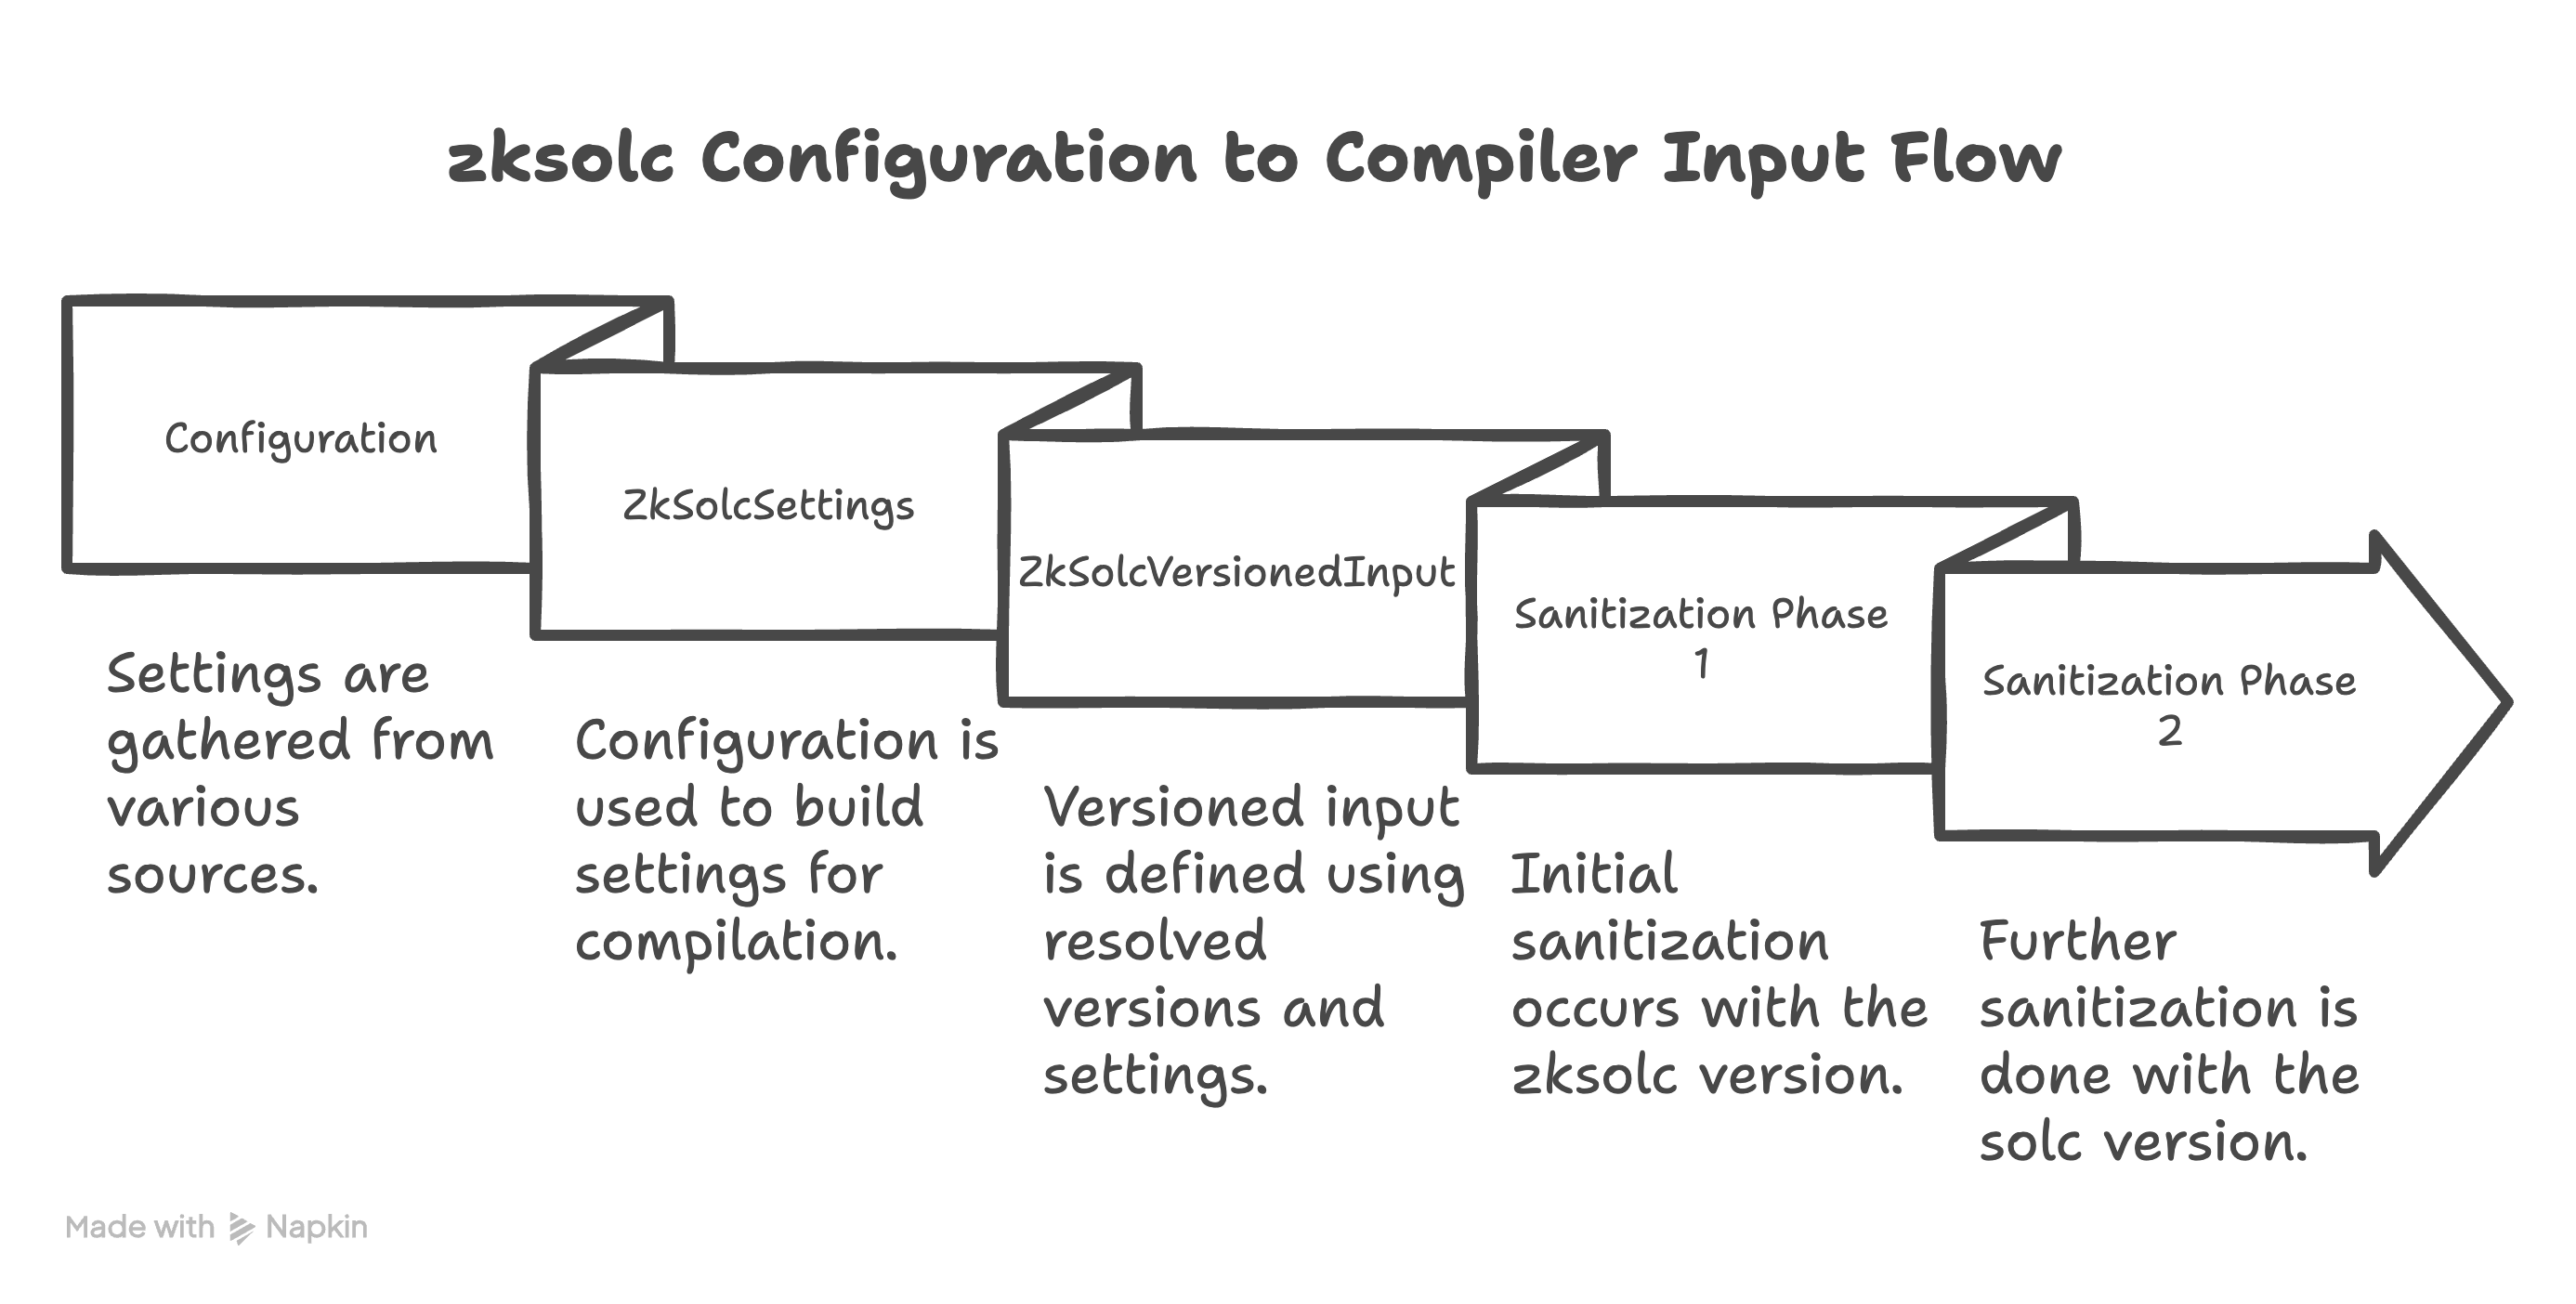 zksolc Configuration to Compiler Input Flow
Configuration
Settings are
gathered from
various
sources.
ZkSolcSettings
Configuration is
used to build
settings for
compilation.
ZkSolcVersionedInput
Versioned input
is defined using
resolved
versions and
settings.
Sanitization Phase
1
Initial
sanitization
occurs with the
zksolc version.
Sanitization Phase
2
Further
sanitization is
done with the
solc version.
Made with Napkin